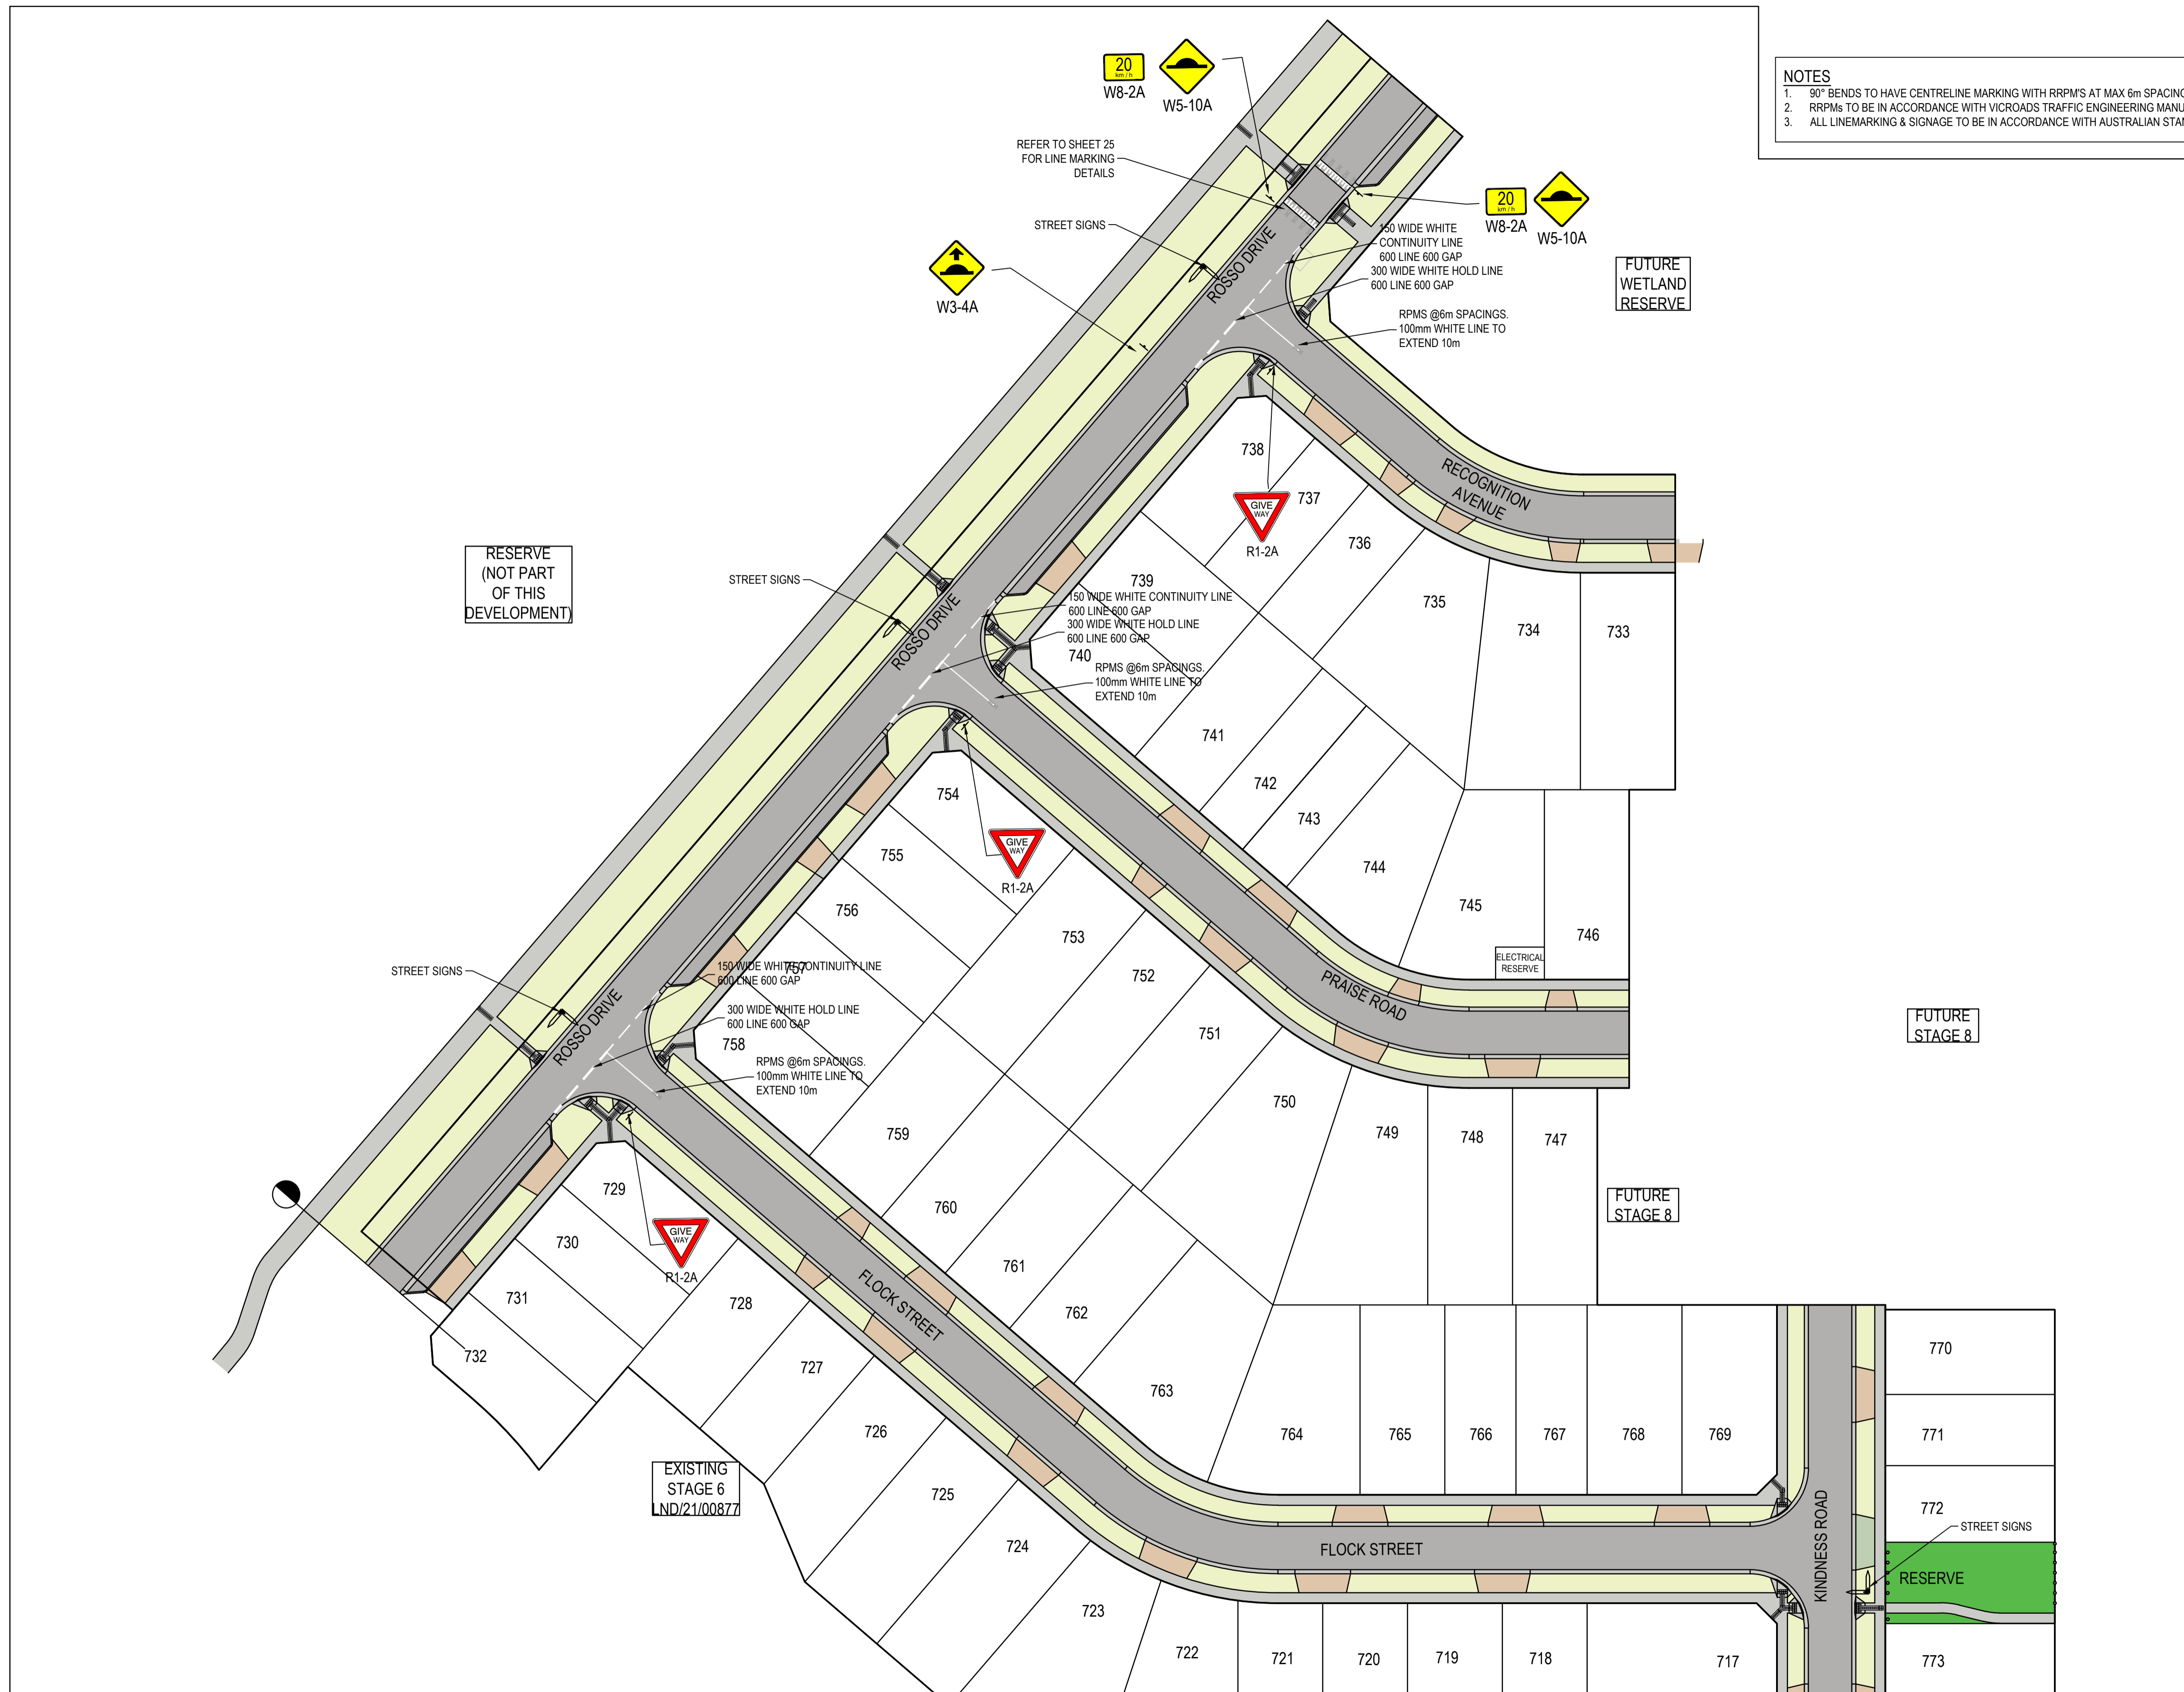 NOTES
1. 90° BENDS TO HAVE CENTRELINE MARKING WITH RRPM'S AT MAX 6m SPACING
2. RRPMs TO BE IN ACCORDANCE WITH VICROADS TRAFFIC ENGINEERING MANU
3. ALL LINEMARKING & SIGNAGE TO BE IN ACCORDANCE WITH AUSTRALIAN STAN
20
km / h
W8-2A
W5-10A
REFER TO SHEET 25
FOR LINE MARKING
DETAILS
20
km / h
W8-2A
W5-10A
STREET SIGNS
W3-4A
ROSSO DRIVE
150 WIDE WHITE
CONTINUITY LINE
600 LINE 600 GAP
300 WIDE WHITE HOLD LINE
600 LINE 600 GAP
RPMS @6m SPACINGS.
100mm WHITE LINE TO
EXTEND 10m
FUTURE
WETLAND
RESERVE
RECOGNITION
AVENUE
738
737
GIVE
WAY
R1-2A
736
735
734
733
RESERVE
(NOT PART
OF THIS
DEVELOPMENT)
STREET SIGNS
ROSSO DRIVE
739
150 WIDE WHITE CONTINUITY LINE
600 LINE 600 GAP
300 WIDE WHITE HOLD LINE
600 LINE 600 GAP
740
RPMS @6m SPACINGS.
100mm WHITE LINE TO
EXTEND 10m
741
742
743
744
745
746
ELECTRICAL
RESERVE
PRAISE ROAD
754
GIVE
WAY
R1-2A
755
756
753
752
751
750
749
748
747
FUTURE
STAGE 8
FUTURE
STAGE 8
STREET SIGNS
ROSSO DRIVE
757
150 WIDE WHITE CONTINUITY LINE
600 LINE 600 GAP
300 WIDE WHITE HOLD LINE
600 LINE 600 GAP
758
RPMS @6m SPACINGS.
100mm WHITE LINE TO
EXTEND 10m
759
760
761
762
763
764
765
766
767
768
769
729
GIVE
WAY
R1-2A
730
731
732
728
727
726
725
724
723
722
721
720
719
718
717
FLOCK STREET
FLOCK STREET
EXISTING
STAGE 6
LND/21/00877
KINDNESS ROAD
770
771
772
STREET SIGNS
RESERVE
773